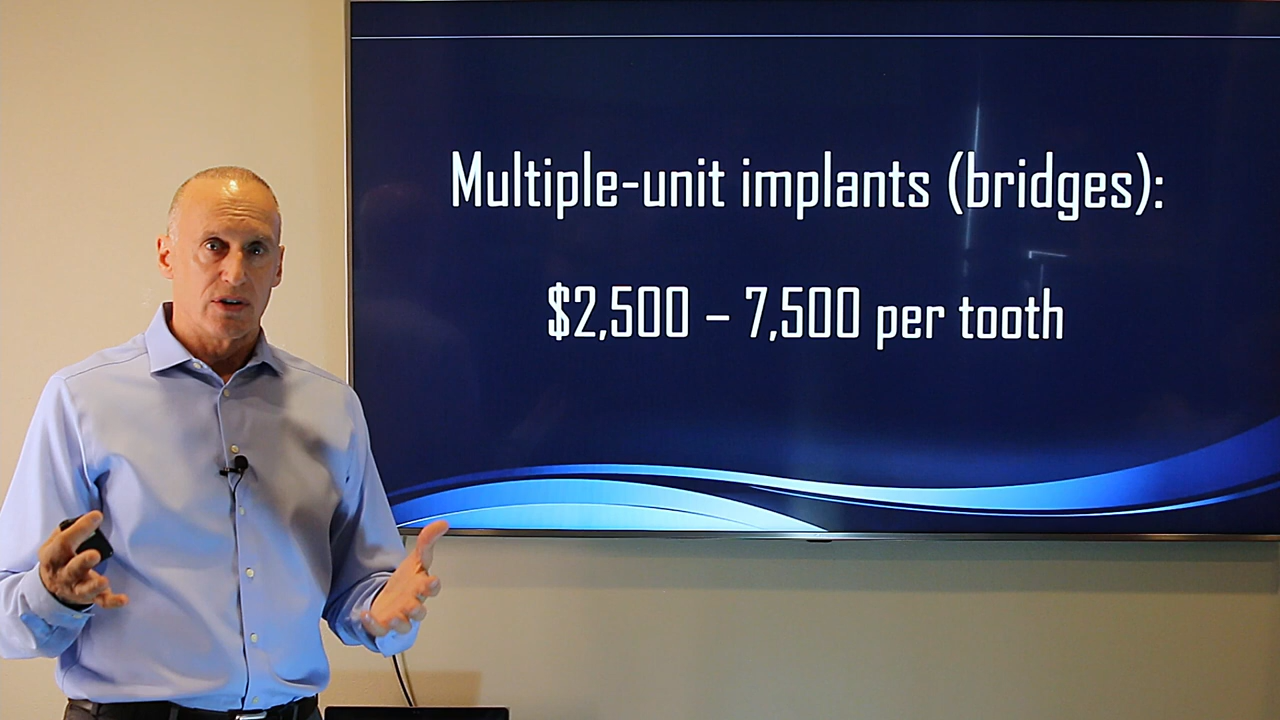 Multiple-unit implants (bridges):
$2,500 – 7,500 per tooth